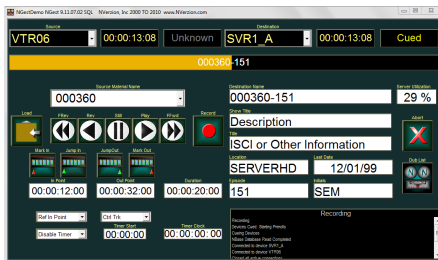 NGestDemo NGest 9.11.07.02 SQL NVerzion, Inc 2000 TO 2010 www.NVerzion.com
Source
Destination
VTR06
00:00:13:08
Unknown
SVR1_A
00:00:13:08
Cued
000360-151
Source Material Name
000360
Destination Name
000360-151
Server Utilization
29 %
Show Title
Description
Load
FRev
Rev
Still
Play
FFwd
Record
Title
ISCI or Other Information
Abort
Mark In
Jump In
JumpOut
Mark Out
Location
SERVERHD
Last Date
12/01/99
Dub List
In Point
00:00:12:00
Out Point
00:00:32:00
Duration
00:00:20:00
Episode
151
Initials
SEM
Ref In Point
Ctrl Trk
Recording
Disable Timer
Timer Start
00:00:00
Timer Clock
00:00:00:00
Recording
Devices Cued. Starting Prerolls
Cueing Devices
NBase Database Read Completed
Connected to device SVR1_A
Connected to device VTR06
Closed all active connections